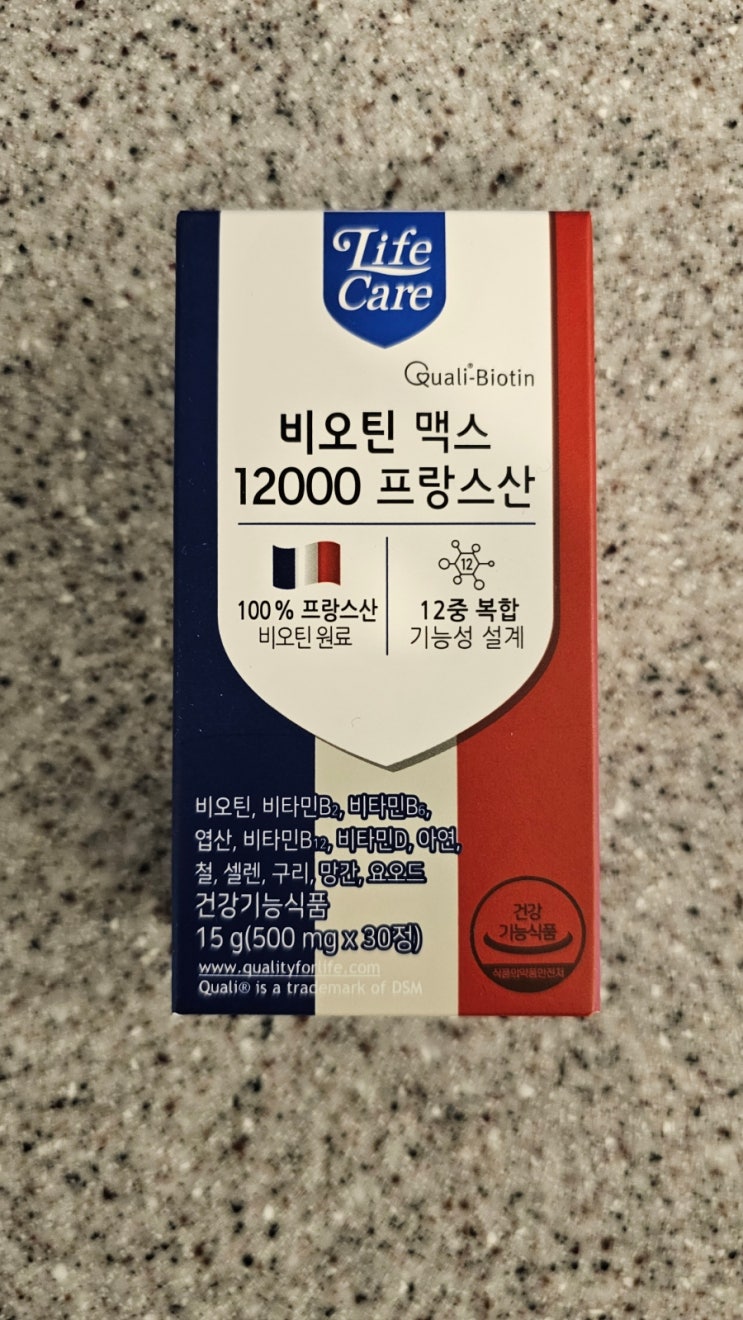 Life
Care
Quali®-Biotin
비오틴 맥스
12000 프랑스산
100% 프랑스산
비오틴 원료
12
12중 복합
기능성 설계
비오틴, 비타민B2, 비타민B6,
엽산, 비타민B12, 비타민D, 아연,
철, 셀렌, 구리, 망간, 요오드
건강기능식품
15 g(500 mg x 30정)
www.qualityforlife.com
Quali® is a trademark of DSM
건강
기능식품
식품의약품안전처